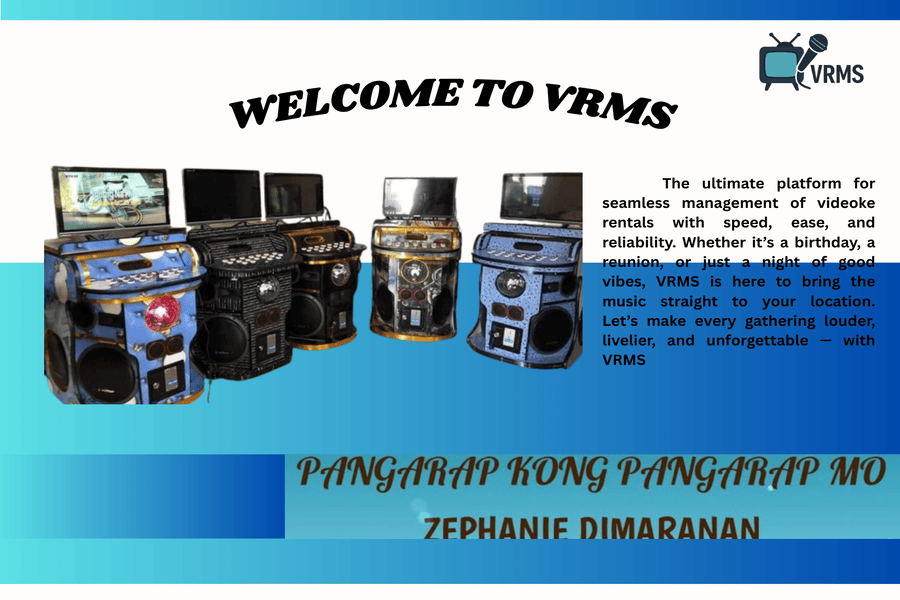 VRMS
WELCOME TO VRMS
The ultimate platform for
seamless management of videoke
rentals with speed, ease, and
reliability. Whether it’s a birthday, a
reunion, or just a night of good
vibes, VRMS is here to bring the
music straight to your location.
Let’s make every gathering louder,
livelier, and unforgettable — with
VRMS
PANGARAP KONG PANGARAP MO
ZEPHANIE DIMARANAN